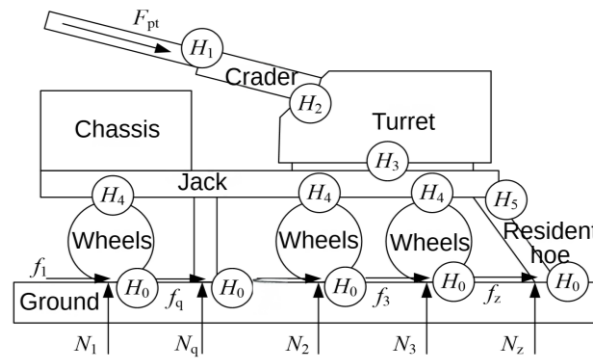 F_pt
H_1
Crader
H_2
Chassis
Turret
H_3
Jack
H_4
H_4
H_4
H_5
Wheels
Wheels
Wheels
Resident
hoe
f_1
f_q
f_3
f_z
H_0
H_0
H_0
H_0
H_0
Ground
N_1
N_q
N_2
N_3
N_z